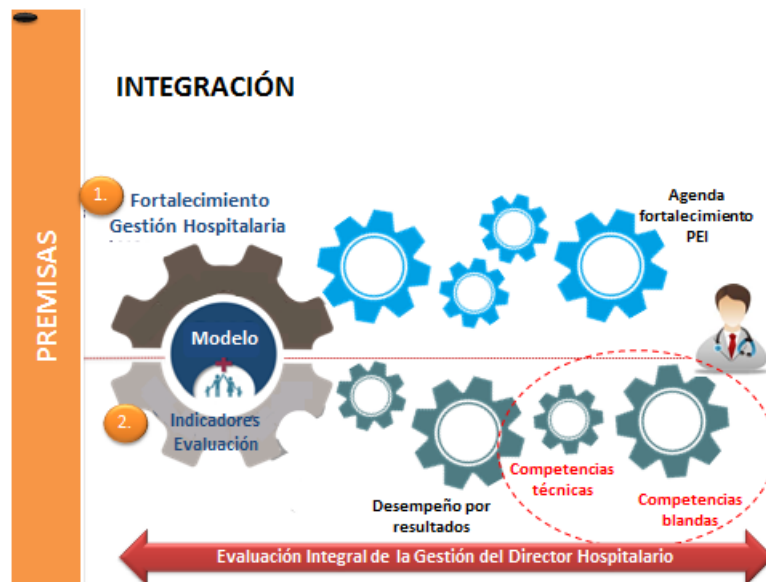 PREMISAS
INTEGRACIÓN
1.
Fortalecimiento
Gestión Hospitalaria
Agenda
fortalecimiento
PEI
Modelo
2.
Indicadores
Evaluación
Competencias
técnicas
Competencias
blandas
Desempeño por
resultados
Evaluación Integral de la Gestión del Director Hospitalario